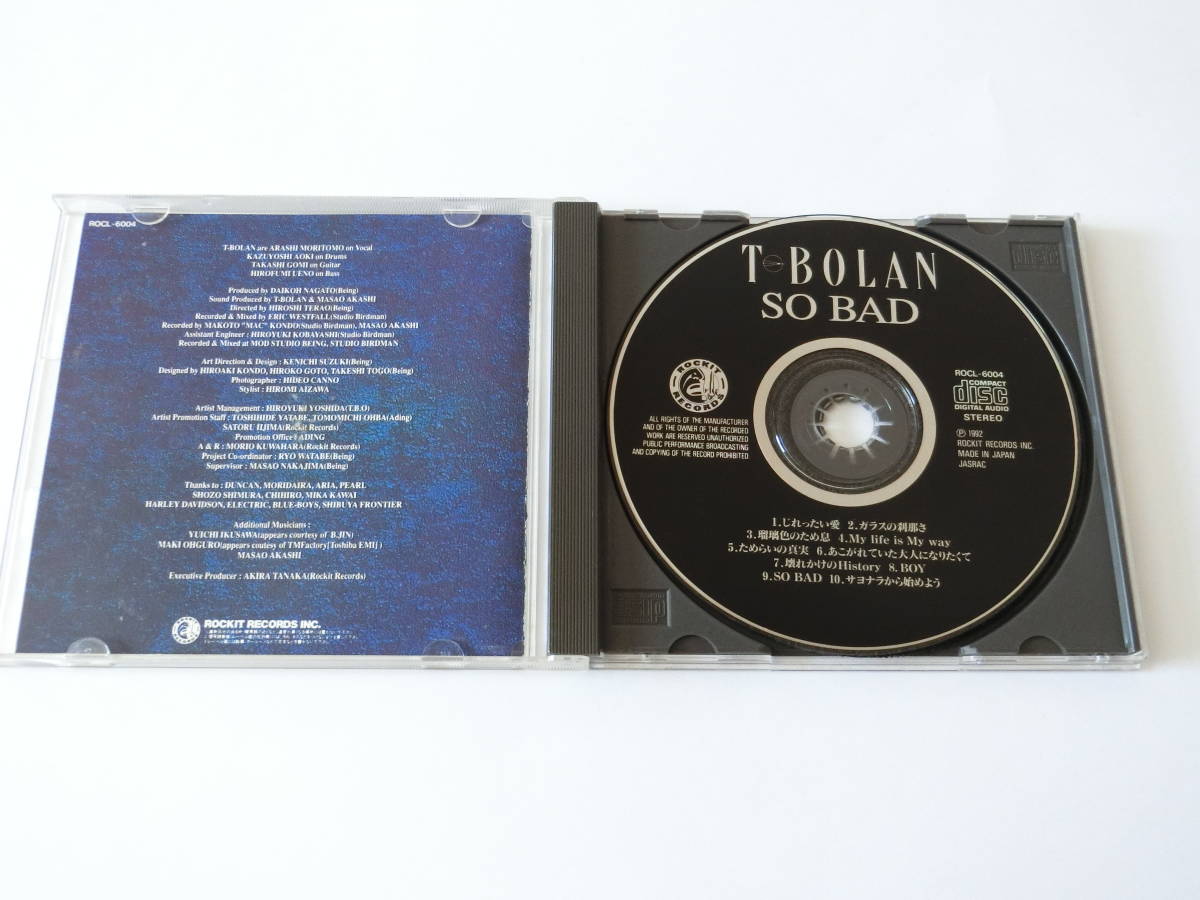 ROCL-6004
T-BOLAN are ARASHI MORITOMO on Vocal
KAZUYOSHI AOKI on Drums
TAKASHI GOMI on Guitar
HIROFUMI UENO on Bass
Produced by DAIKOH NAGATO(Being)
Sound Produced by T-BOLAN & MASAO AKASHI
Directed by HIROSHI TERAO(Being)
Recorded & Mixed by ERIC WESTFALL(Studio Birdman)
Recorded by MAKOTO "MAC" KONDO(Studio Birdman), MASAO AKASHI
Assistant Engineer : HIROYUKI KOBAYASHI(Studio Birdman)
Recorded & Mixed at MOD STUDIO BEING, STUDIO BIRDMAN
Art Direction & Design : KENICHI SUZUKI(Being)
Designed by HIROAKI KONDO, HIROKO GOTO, TAKESHI TOGO(Being)
Photographer : HIDEO CANNO
Stylist : HIROMI AIZAWA
Artist Management : HIROYUKI YOSHIDA(T.B.O)
Artist Promotion Staff : TOSHIHIDE YATABE, TOMOMICHI OHBA(Ading)
SATORU IIJIMA(Rockit Records)
Promotion Office : ADING
A & R : MORIO KUWAHARA(Rockit Records)
Project Co-ordinator : RYO WATABE(Being)
Supervisor : MASAO NAKAJIMA(Being)
Thanks to : DUNCAN, MORIDAIRA, ARIA, PEARL
SHOZO SHIMURA, CHIHIRO, MIKA KAWAI
HARLEY DAVIDSON, ELECTRIC, BLUE-BOYS, SHIBUYA FRONTIER
Additional Musicians :
YUICHI IKUSAWA(appears coutesy of B.JIN)
MAKI OHGURO(appears coutesy of TMFactory[Toshiba EMI])
MASAO AKASHI
Executive Producer : AKIRA TANAKA(Rockit Records)
ROCKIT RECORDS INC.
T-BOLAN
SO BAD
ROCKIT
RECORDS
ALL RIGHTS OF THE MANUFACTURER
AND OF THE OWNER OF THE RECORDED
WORK ARE RESERVED UNAUTHORIZED
PUBLIC PERFORMANCE BROADCASTING
AND COPYING OF THE RECORD PROHIBITED.
ROCL-6004
COMPACT
disc
DIGITAL AUDIO
STEREO
Ⓟ 1992
ROCKIT RECORDS INC.
MADE IN JAPAN
JASRAC
1.じれったい愛 2.ガラスの刹那さ
3.瑠璃色のため息 4.My life is My way
5.ためらいの真実 6.あこがれていた大人になりたくて
7.壊れかけのHistory 8.BOY
9.SO BAD 10.サヨナラから始めよう